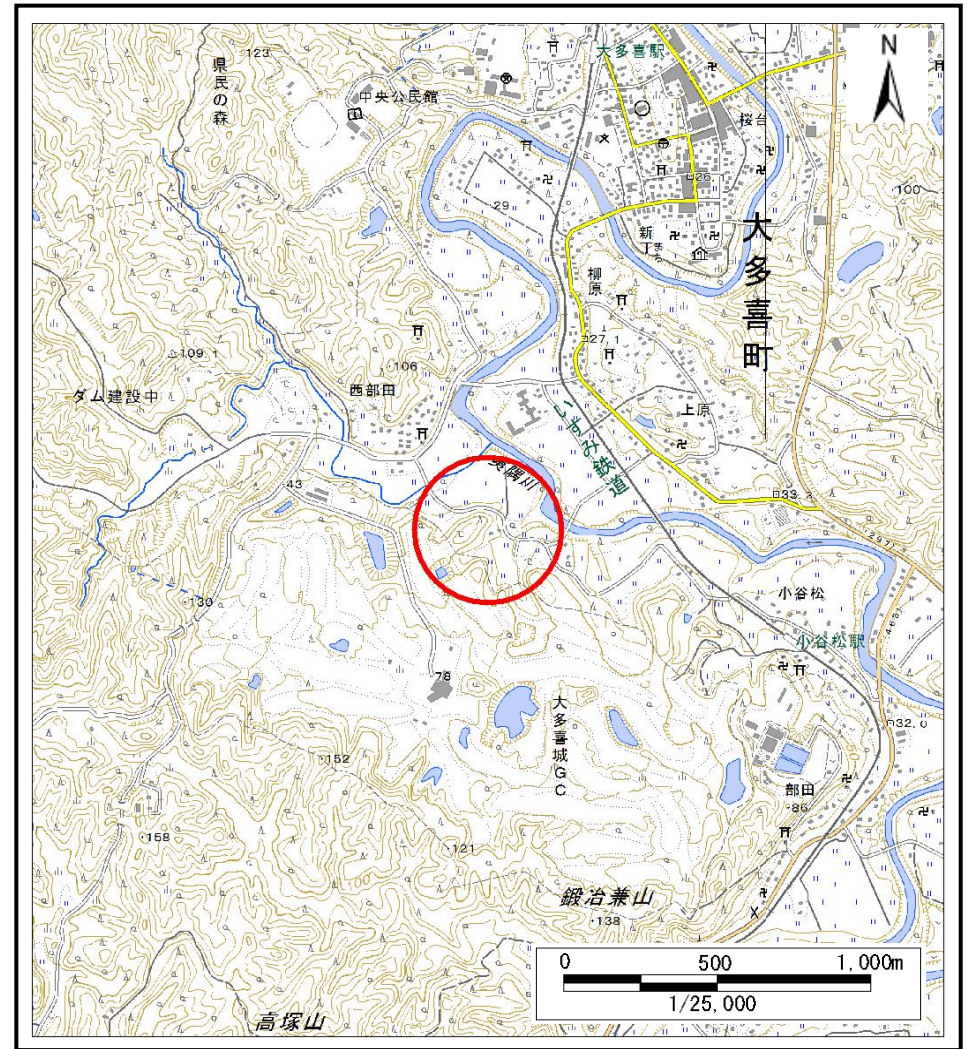 N
123
県民の森
中央公民館
大多喜駅
桜台
26
100
29
新丁
まち
大多喜町
柳原
27.1
109.1
106
ダム建設中
西部田
上原
いすみ鉄道
夷隅川
43
33.3
297
130
小谷松
小谷松駅
465
78
大多喜城GC
32.0
152
部田
86
158
121
鍛冶兼山
138
0 500 1,000m
1/25,000
高塚山